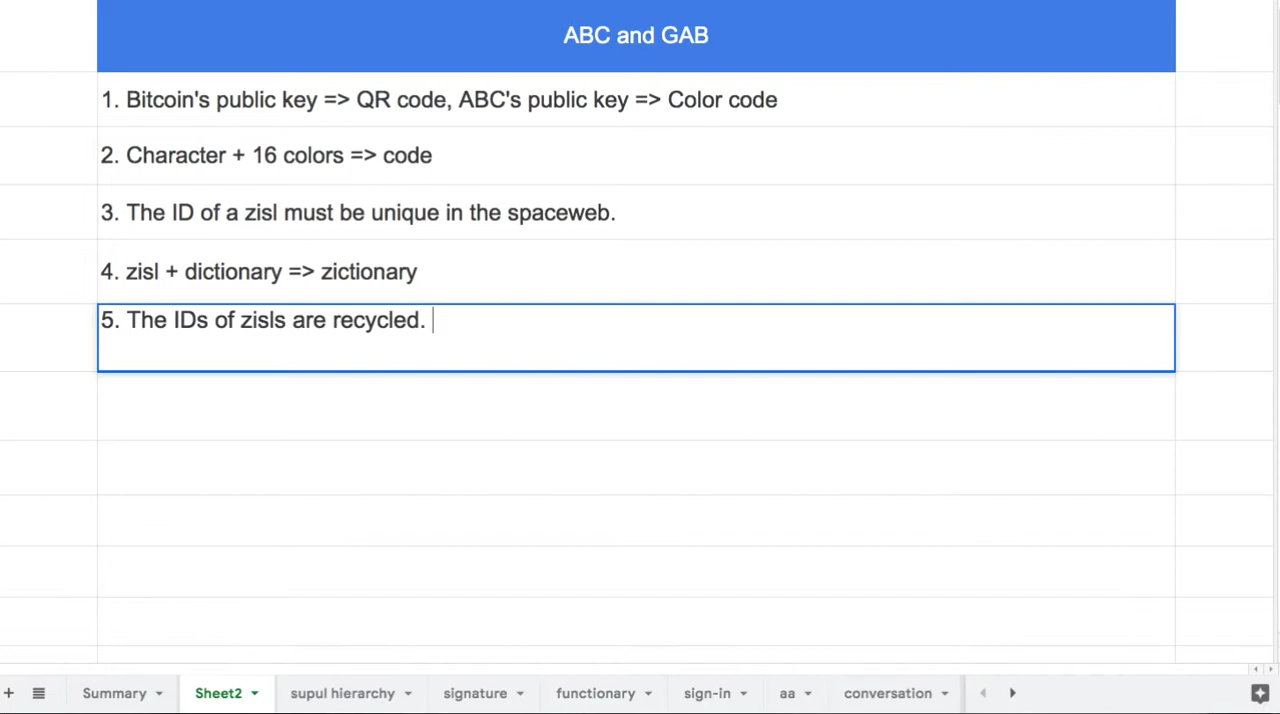 ABC and GAB
1. Bitcoin's public key => QR code, ABC's public key => Color code
2. Character + 16 colors => code
3. The ID of a zisl must be unique in the spaceweb.
4. zisl + dictionary => zictionary
5. The IDs of zisls are recycled.
+ Summary Sheet2 supul hierarchy signature functionary sign-in aa conversation